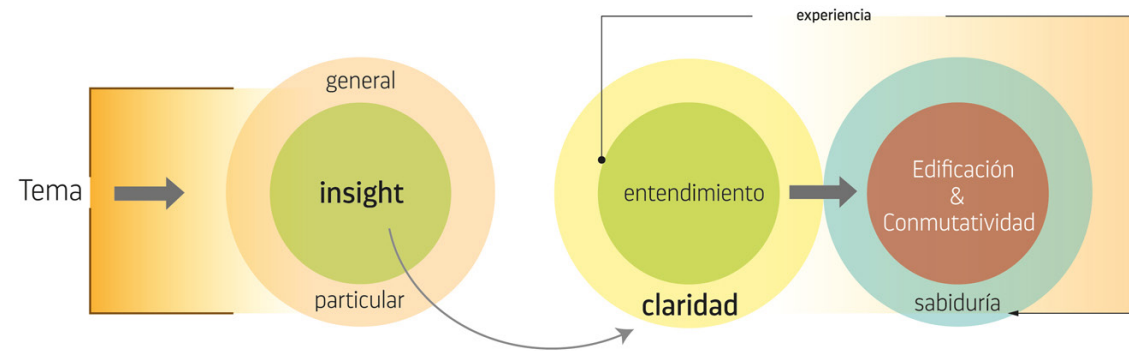 experiencia
Tema
general
insight
particular
entendimiento
claridad
Edificación
&
Conmutatividad
sabiduría